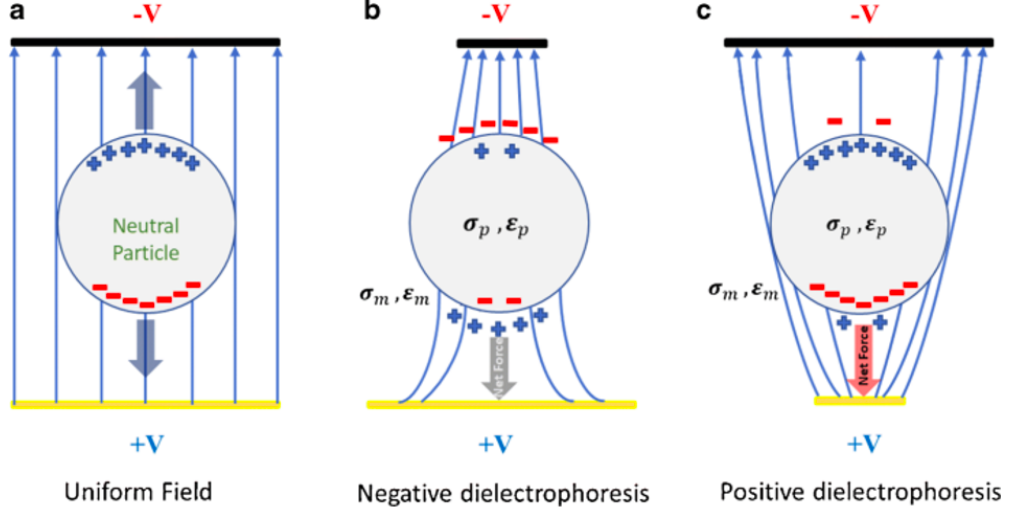 a
-V
Neutral
Particle
+V
Uniform Field
b
-V
σp ,εp
σm ,εm
Net Force
+V
Negative dielectrophoresis
c
-V
σp ,εp
σm ,εm
Net Force
+V
Positive dielectrophoresis